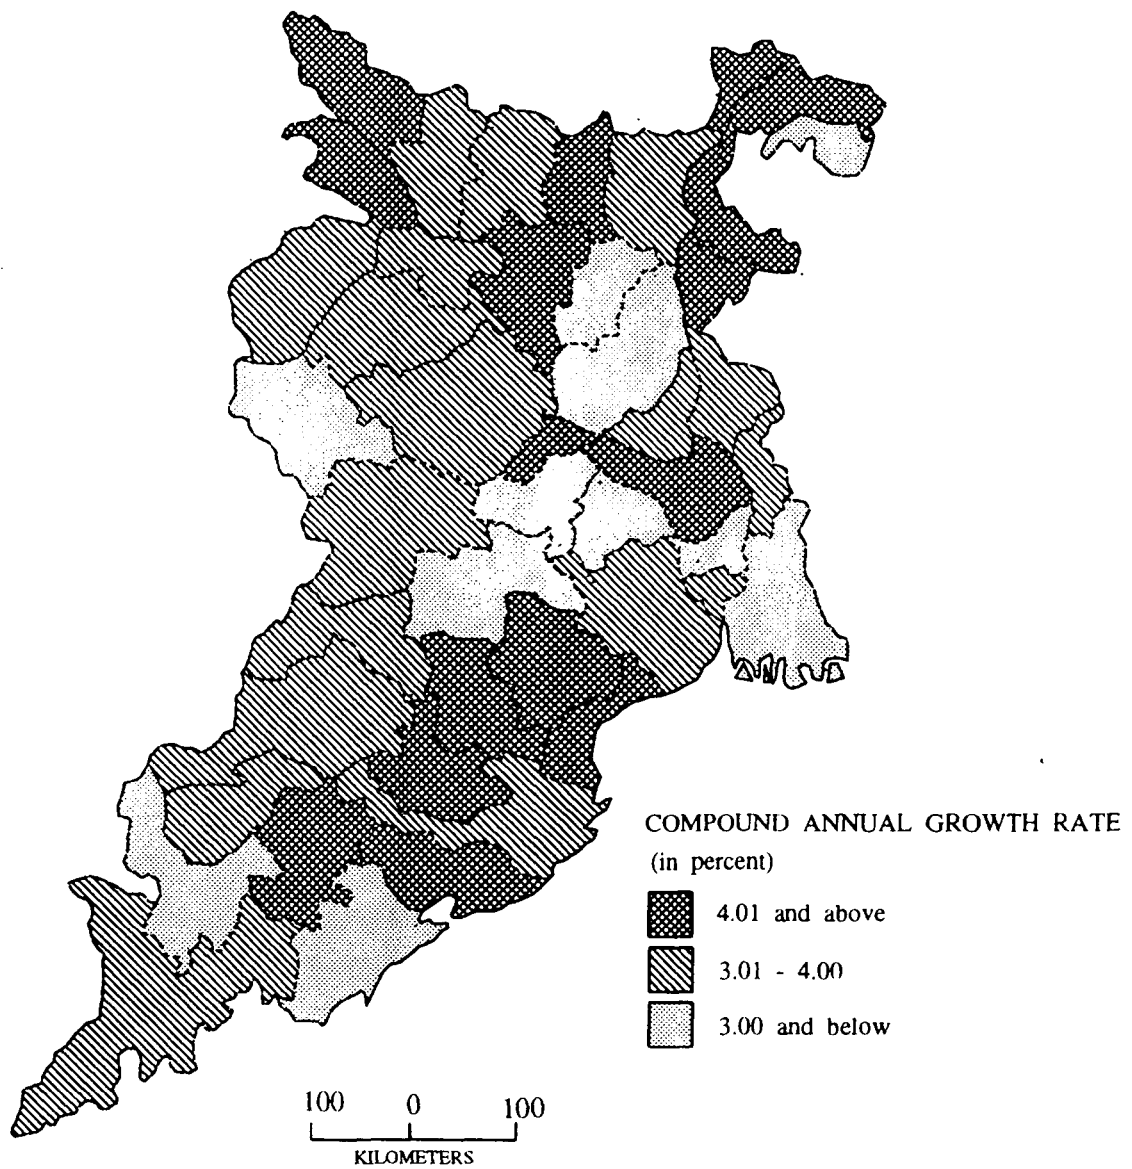 COMPOUND ANNUAL GROWTH RATE
(in percent)
4.01 and above
3.01 - 4.00
3.00 and below
100 0 100
KILOMETERS